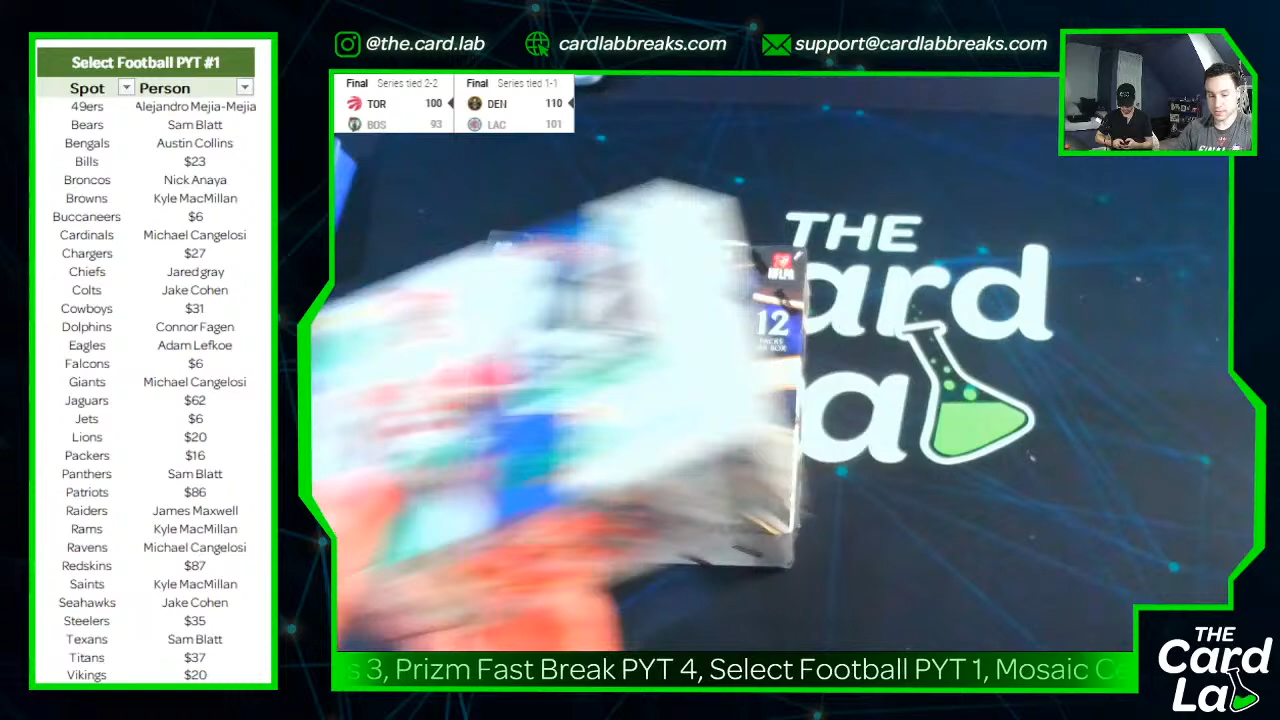 @the.card.lab
cardlabbreaks.com
support@cardlabbreaks.com
Select Football PYT #1
Spot Person
49ers Alejandro Mejia-Mejia
Bears Sam Blatt
Bengals Austin Collins
Bills $23
Broncos Nick Anaya
Browns Kyle MacMillan
Buccaneers $6
Cardinals Michael Cangelosi
Chargers $27
Chiefs Jared gray
Colts Jake Cohen
Cowboys $31
Dolphins Connor Fagen
Eagles Adam Lefkoe
Falcons $6
Giants Michael Cangelosi
Jaguars $62
Jets $6
Lions $20
Packers $16
Panthers Sam Blatt
Patriots $86
Raiders James Maxwell
Rams Kyle MacMillan
Ravens Michael Cangelosi
Redskins $87
Saints Kyle MacMillan
Seahawks Jake Cohen
Steelers $35
Texans Sam Blatt
Titans $37
Vikings $20
Final Series tied 2-2
TOR 100
BOS 93
Final Series tied 1-1
DEN 110
LAC 101
NFLPA
12
PACKS
PER BOX
THE
Card
Lab
s 3, Prizm Fast Break PYT 4, Select Football PYT 1, Mosaic C
THE
Card
Lab